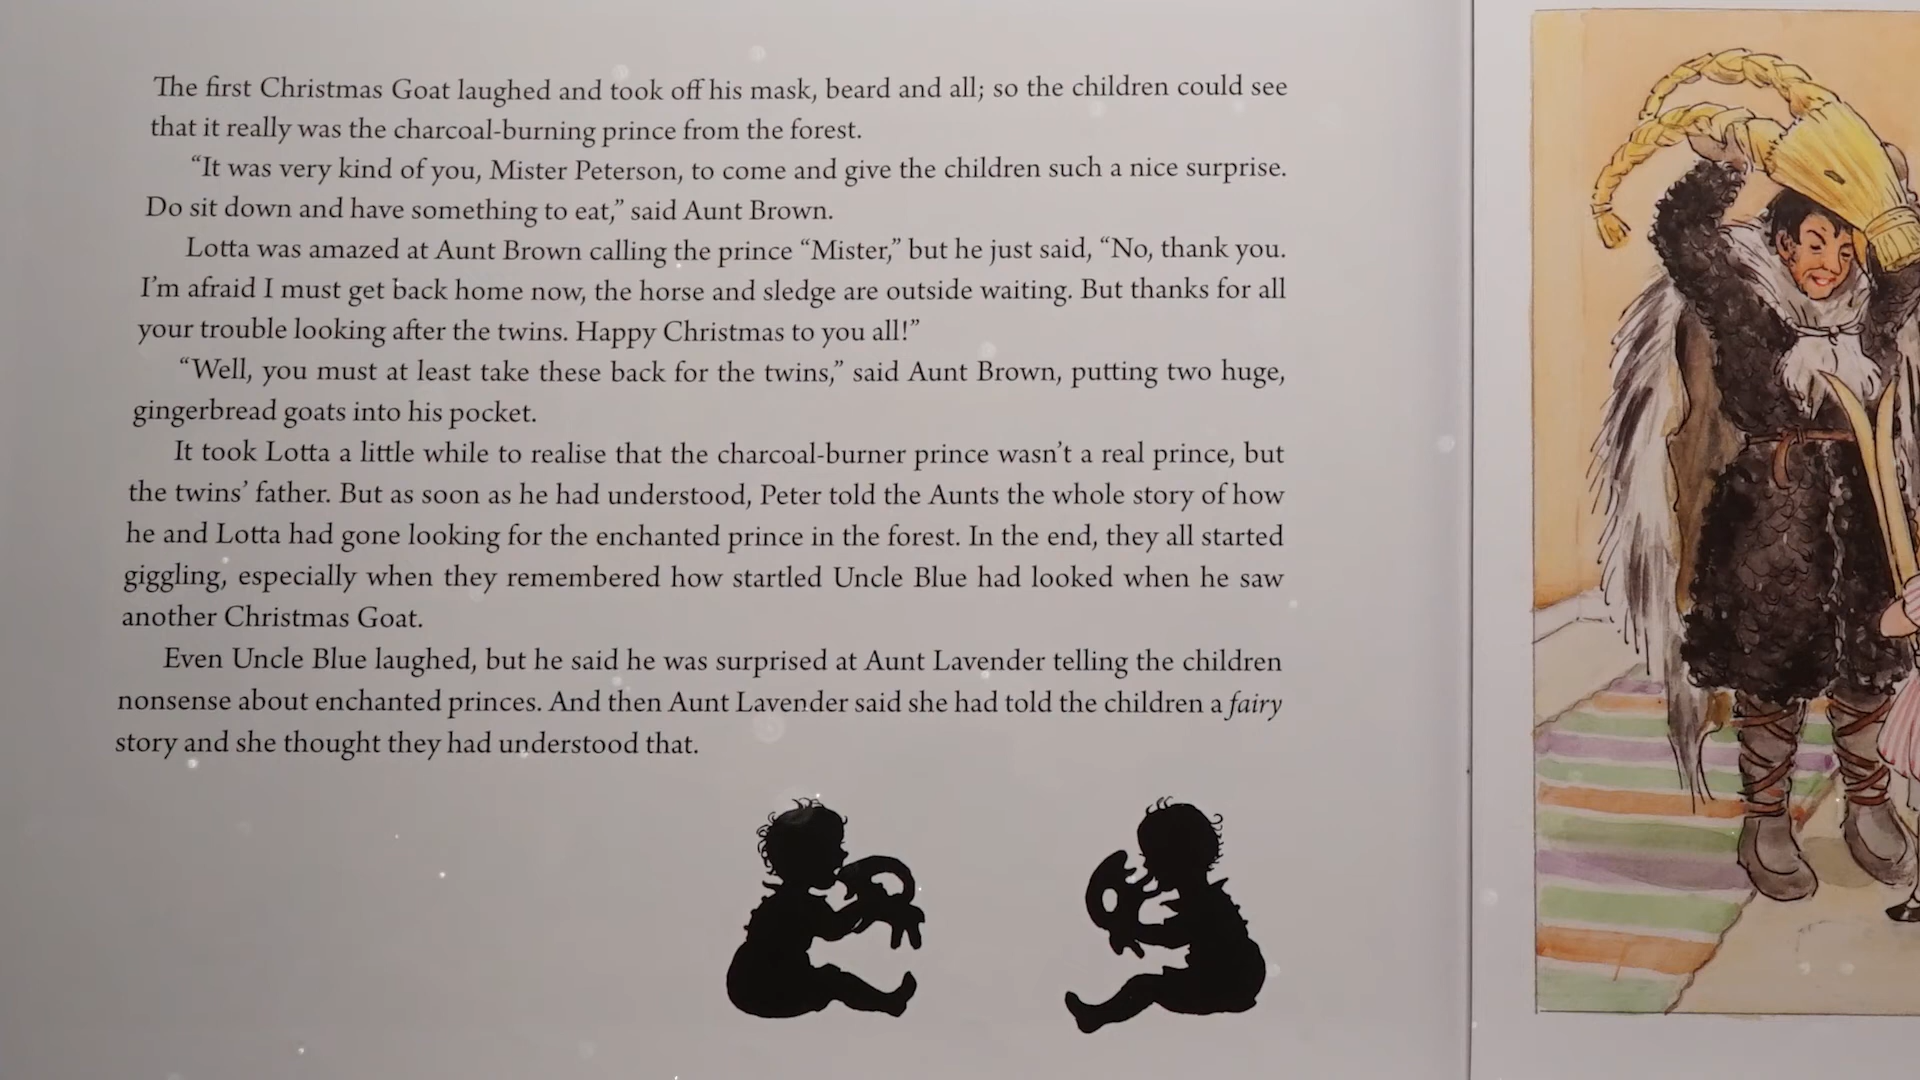 The first Christmas Goat laughed and took off his mask, beard and all; so the children could see
that it really was the charcoal-burning prince from the forest.
“It was very kind of you, Mister Peterson, to come and give the children such a nice surprise.
Do sit down and have something to eat,” said Aunt Brown.
Lotta was amazed at Aunt Brown calling the prince “Mister,” but he just said, “No, thank you.
I’m afraid I must get back home now, the horse and sledge are outside waiting. But thanks for all
your trouble looking after the twins. Happy Christmas to you all!”
“Well, you must at least take these back for the twins,” said Aunt Brown, putting two huge,
gingerbread goats into his pocket.
It took Lotta a little while to realise that the charcoal-burner prince wasn’t a real prince, but
the twins’ father. But as soon as he had understood, Peter told the Aunts the whole story of how
he and Lotta had gone looking for the enchanted prince in the forest. In the end, they all started
giggling, especially when they remembered how startled Uncle Blue had looked when he saw
another Christmas Goat.
Even Uncle Blue laughed, but he said he was surprised at Aunt Lavender telling the children
nonsense about enchanted princes. And then Aunt Lavender said she had told the children a fairy
story and she thought they had understood that.